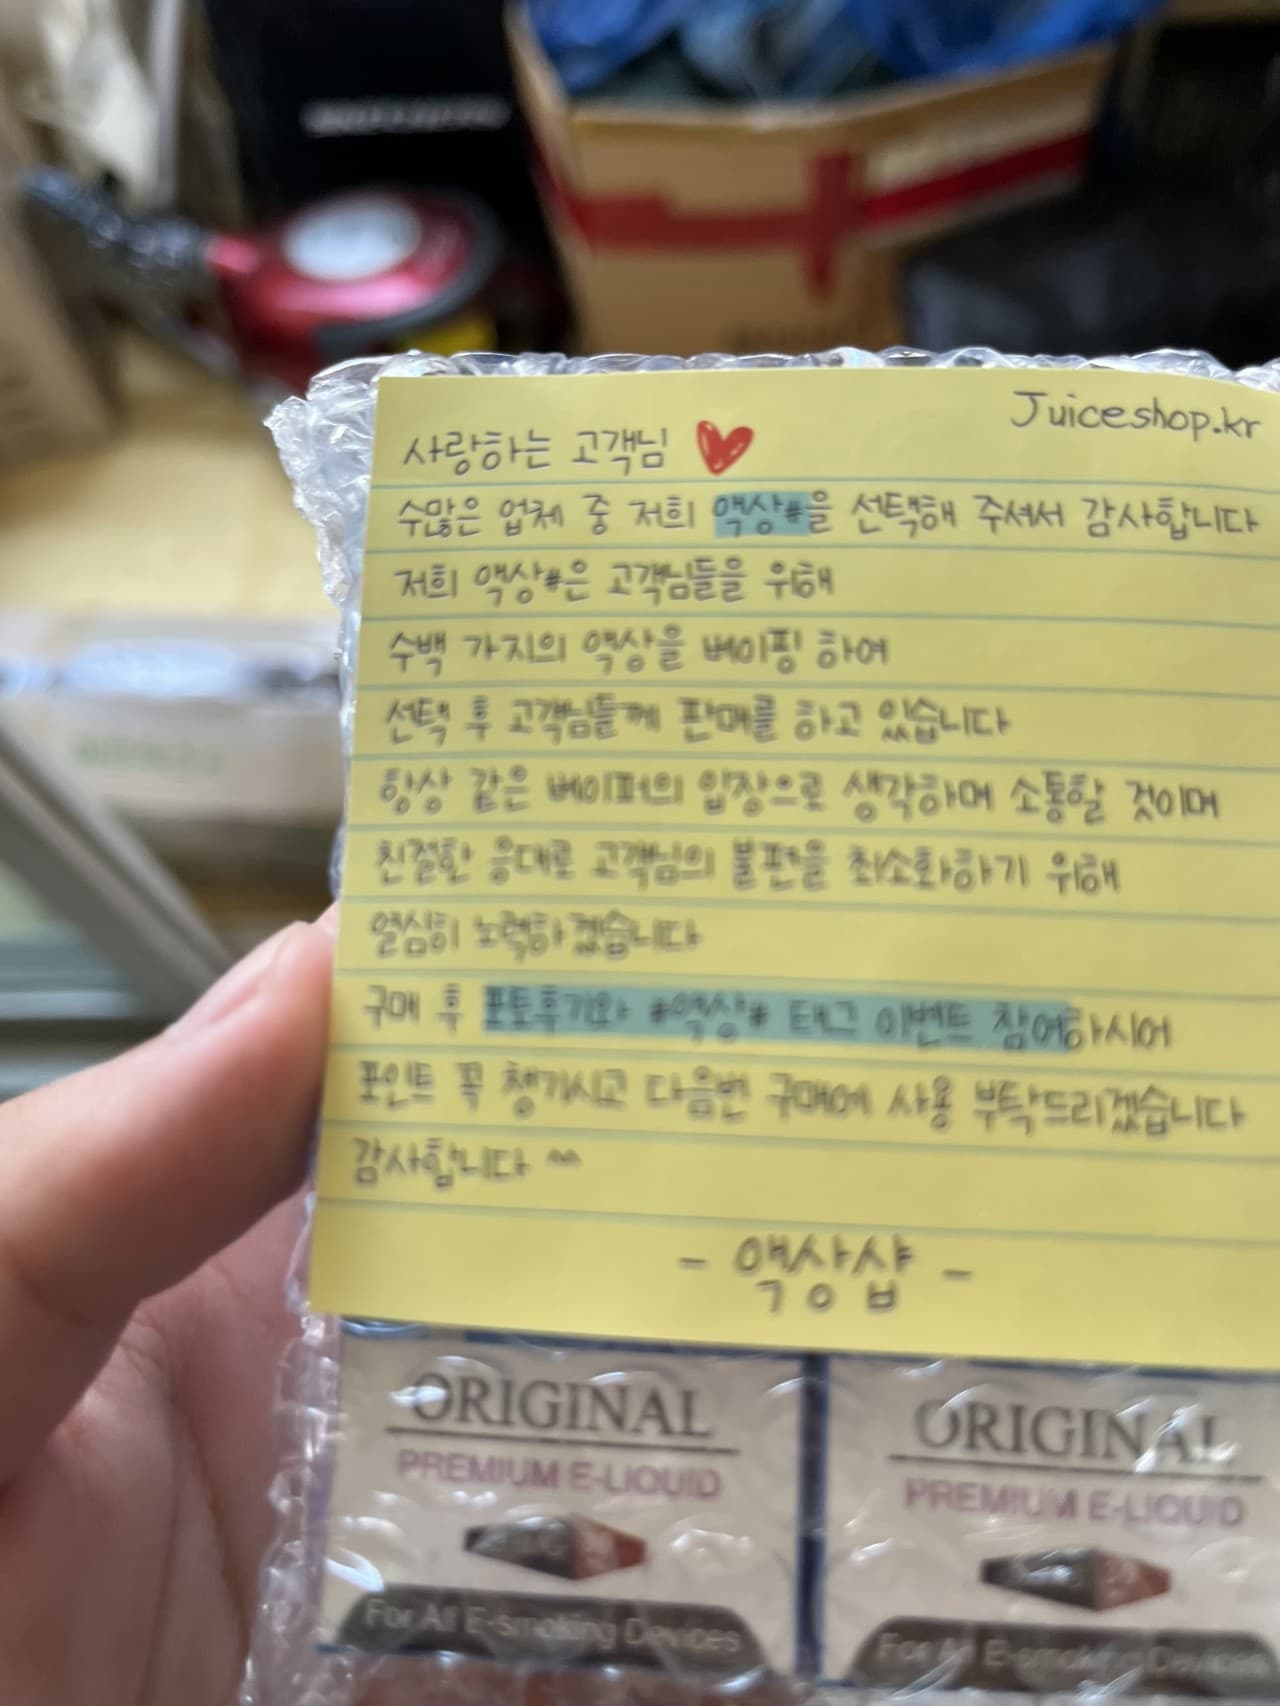 Juiceshop.kr
사랑하는 고객님
수많은 업체 중 저희 액상#을 선택해 주셔서 감사합니다
저희 액상#은 고객님들을 위해
수백 가지의 액상을 베이핑 하여
선택 후 고객님들께 판매를 하고 있습니다
항상 같은 베이퍼의 입장으로 생각하며 소통할 것이며
친절한 응대로 고객님의 불편을 최소화하기 위해
열심히 노력하겠습니다
구매 후 포토후기와 #액상# 태그 이벤트 참여하시어
포인트 꼭 챙기시고 다음번 구매에 사용 부탁드리겠습니다
감사합니다 ^^
- 액상샵 -
ORIGINAL
PREMIUM E-LIQUID
For All E-smoking Devices
ORIGINAL
PREMIUM E-LIQUID
For All E-smoking Devices